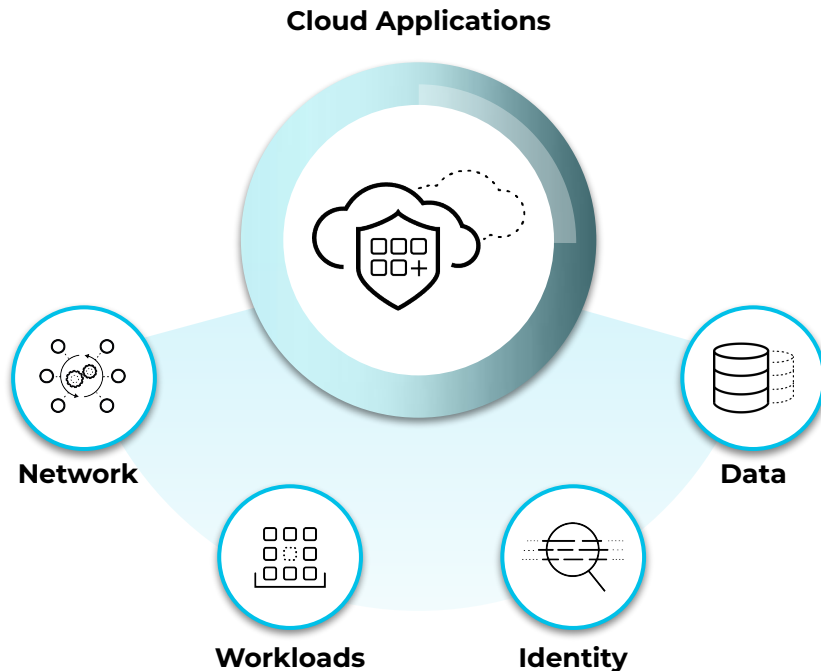 Cloud Applications
Network
Data
Workloads
Identity